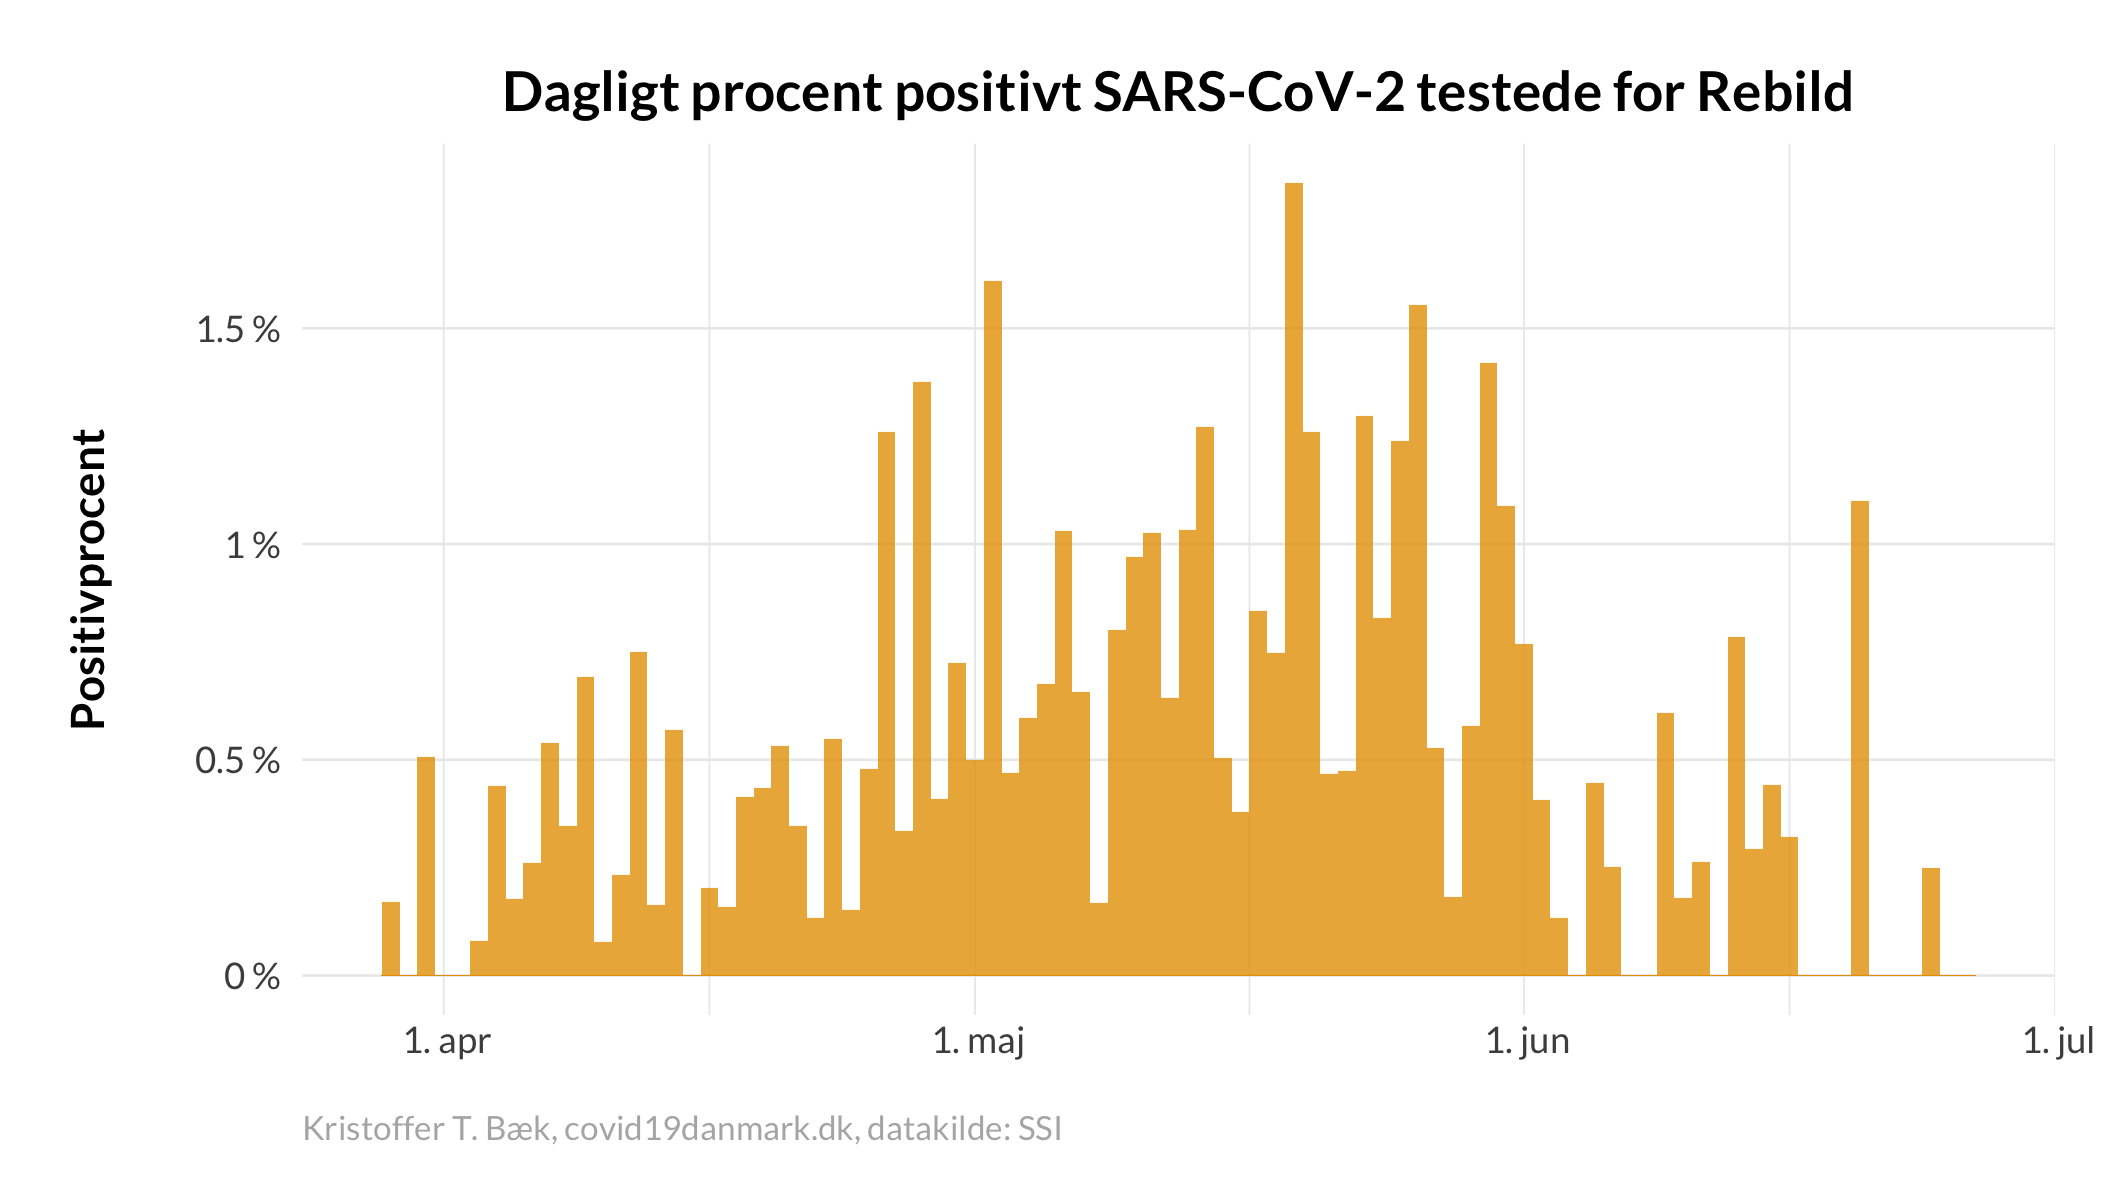 Dagligt procent positivt SARS-CoV-2 testede for Rebild
Positivprocent
1.5 %
1 %
0.5 %
0 %
1. apr
1. maj
1. jun
1. jul
Kristoffer T. Bæk, covid19danmark.dk, datakilde: SSI